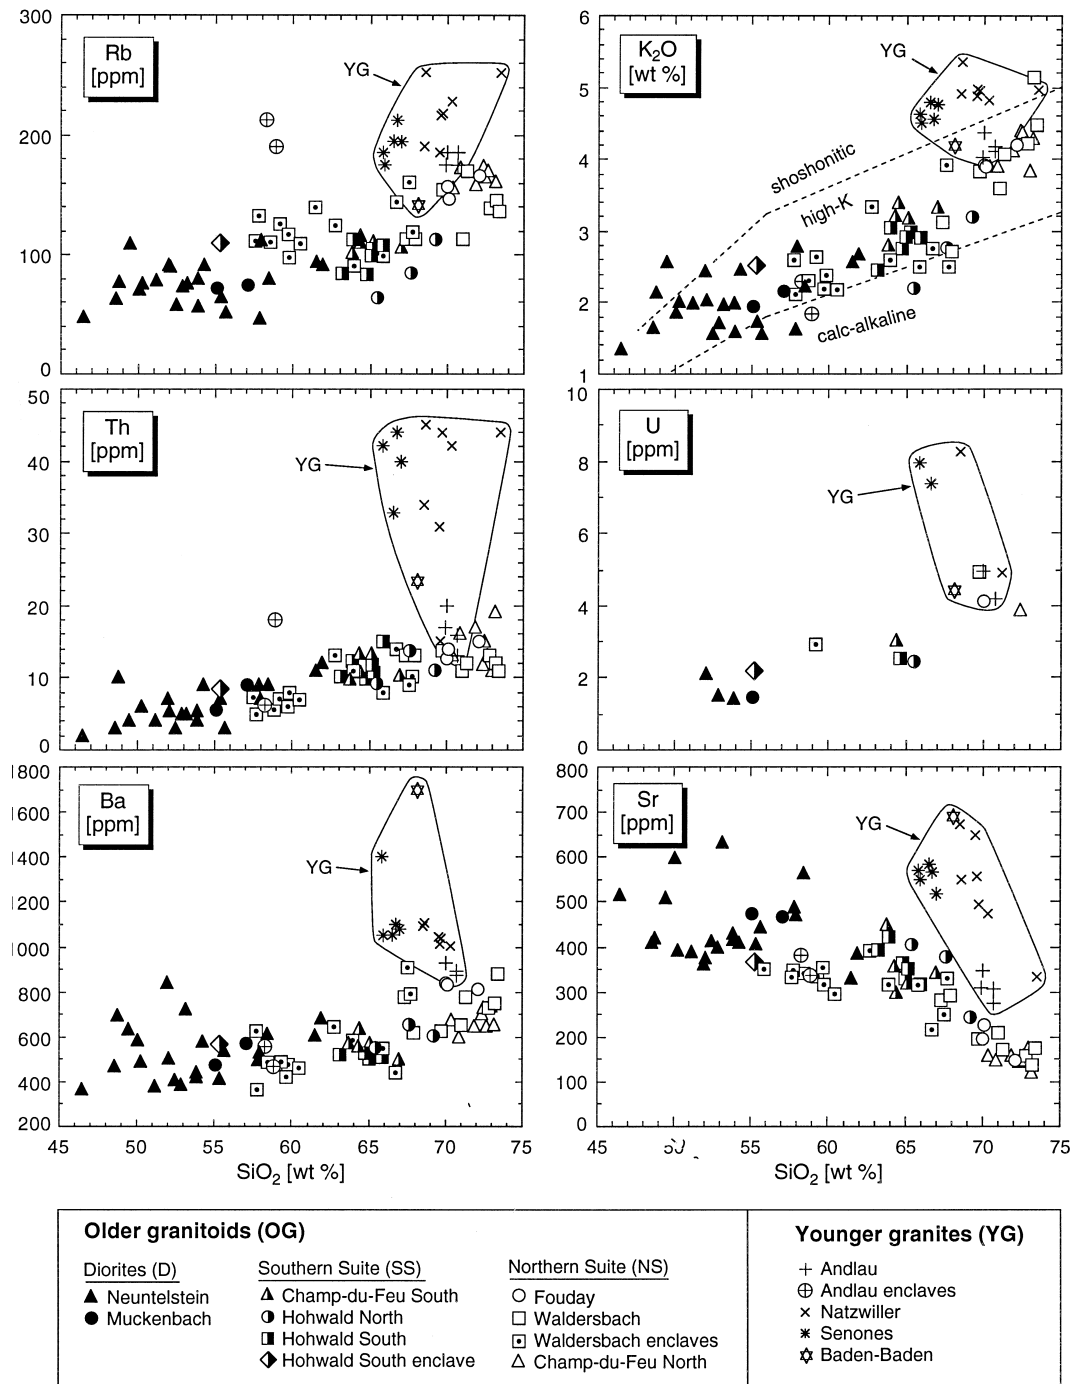 300
200
100
0
Rb
[ppm]
YG
6
5
4
3
2
1
K2O
[wt %]
YG
shoshonitic
high-K
calc-alkaline
50
40
30
20
10
0
Th
[ppm]
YG
10
8
6
4
2
0
U
[ppm]
YG
1800
1600
1400
1200
1000
800
600
400
200
Ba
[ppm]
YG
45 50 55 60 65 70 75
SiO2 [wt %]
800
700
600
500
400
300
200
100
0
Sr
[ppm]
YG
45 55 60 65 70 75
SiO2 [wt %]
Older granitoids (OG)
Diorites (D)
Neuntelstein
Muckenbach
Southern Suite (SS)
Champ-du-Feu South
Hohwald North
Hohwald South
Hohwald South enclave
Northern Suite (NS)
Fouday
Waldersbach
Waldersbach enclaves
Champ-du-Feu North
Younger granites (YG)
Andlau
Andlau enclaves
Natzwiller
Senones
Baden-Baden